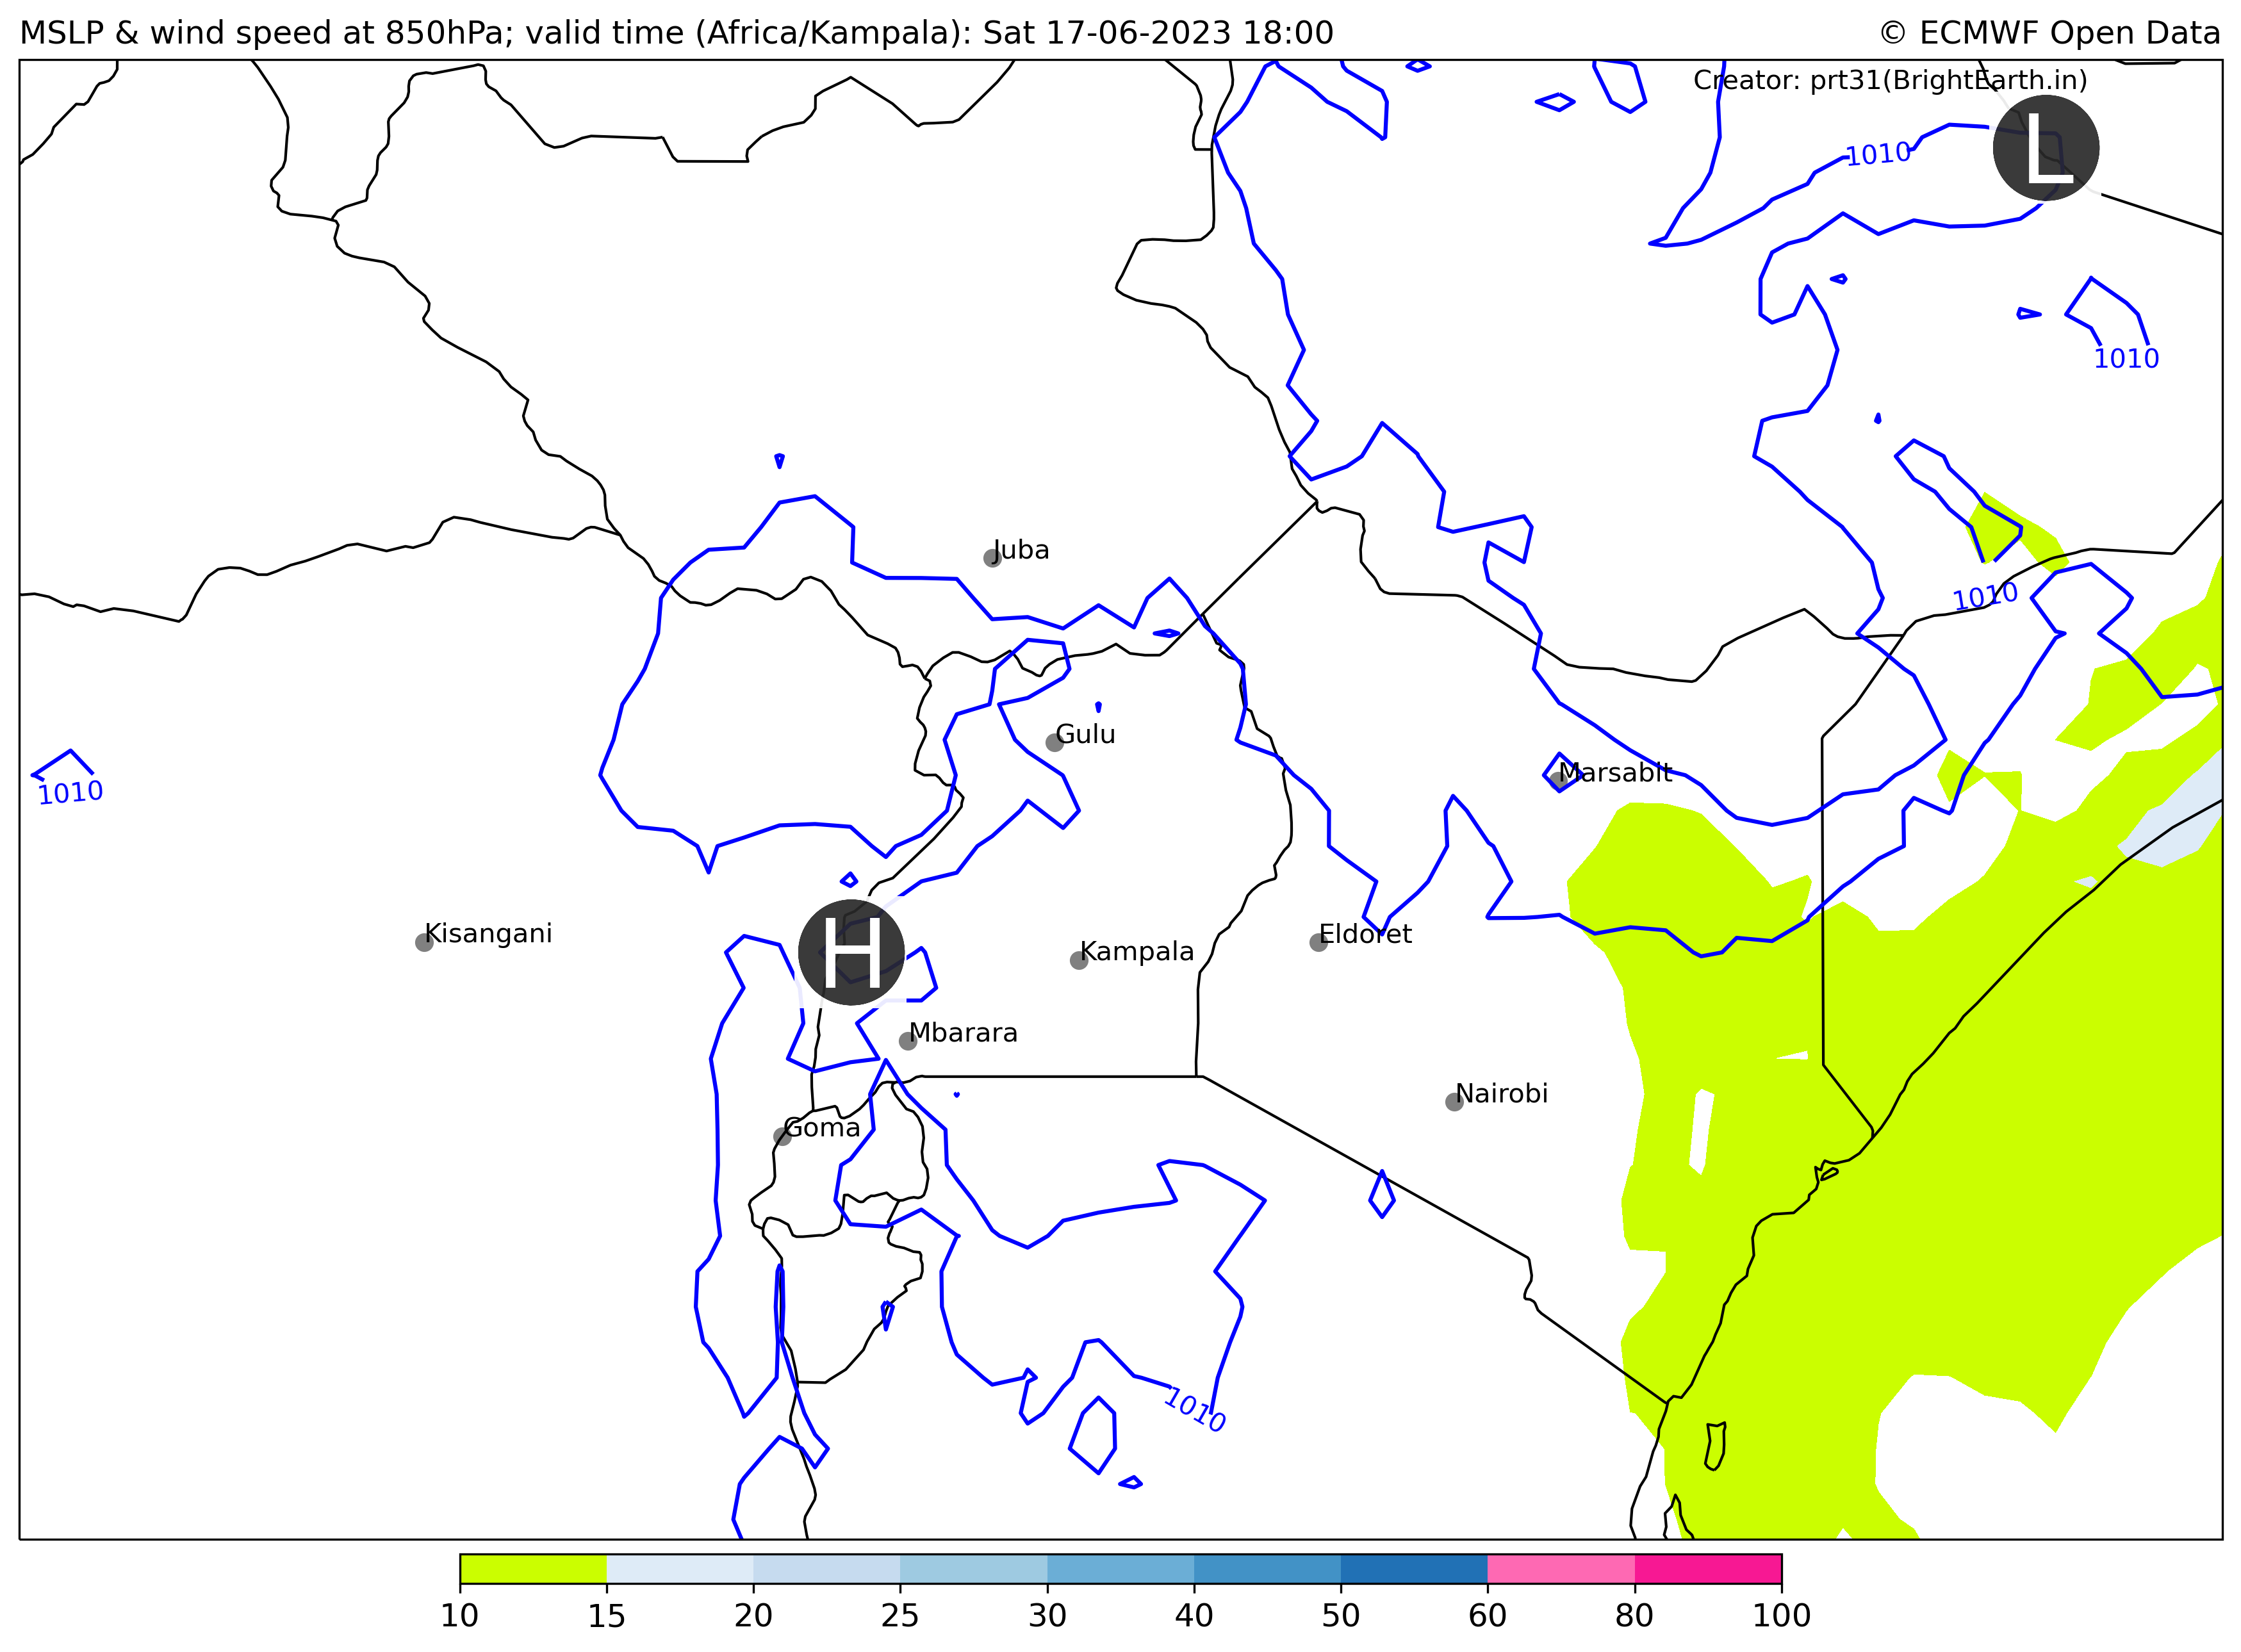 MSLP & wind speed at 850hPa; valid time (Africa/Kampala): Sat 17-06-2023 18:00
© ECMWF Open Data
Creator: prt31(BrightEarth.in)
L
1010
1010
Juba
1010
Gulu
Marsabit
1010
Kisangani
Eldoret
H
Kampala
Mbarara
Nairobi
Goma
1010
10 15 20 25 30 40 50 60 80 100